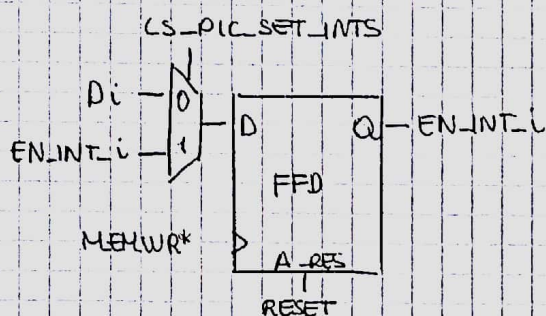 CS_PIC_SET_INTS
Di
0
EN_INT_i
1
D
Q
EN_INT_i
FFD
MEMWR*
A_RES
RESET